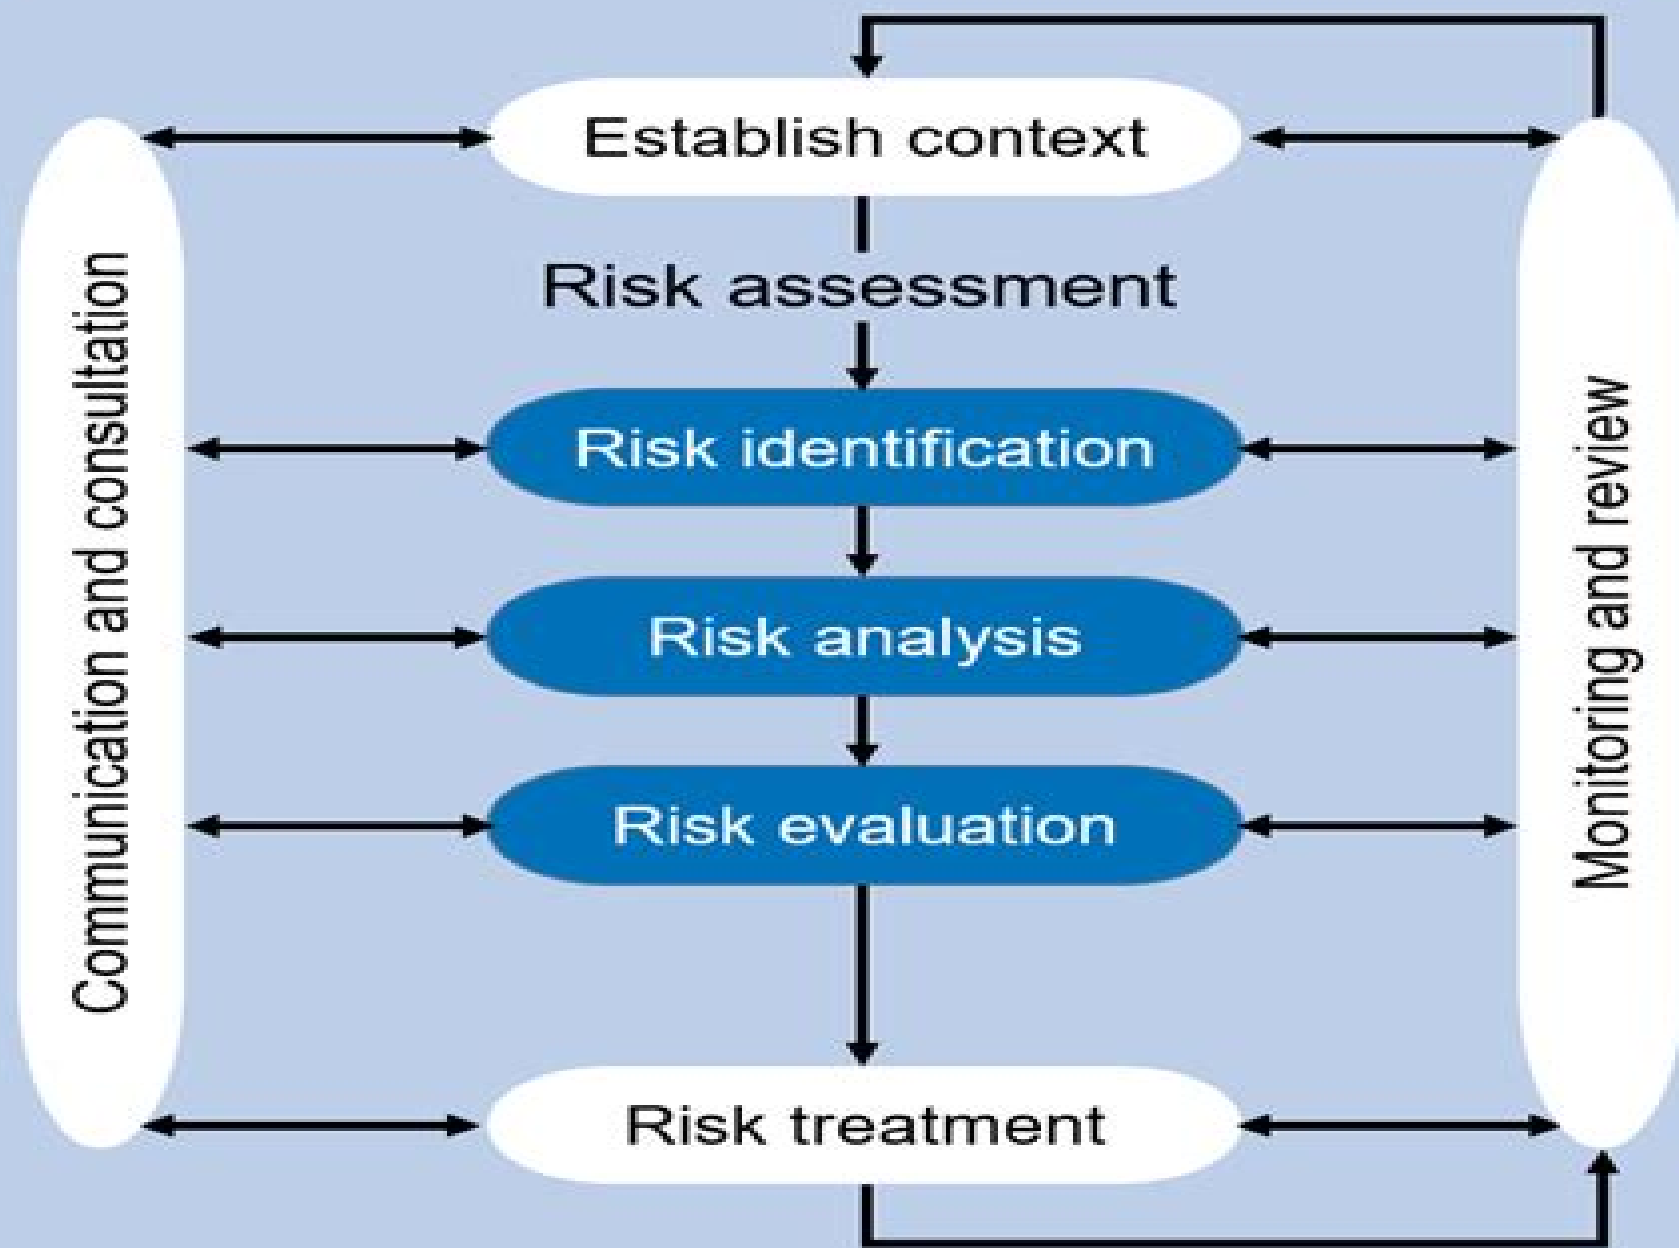 Establish context
Risk assessment
Communication and consultation
Risk identification
Monitoring and review
Risk analysis
Risk evaluation
Risk treatment